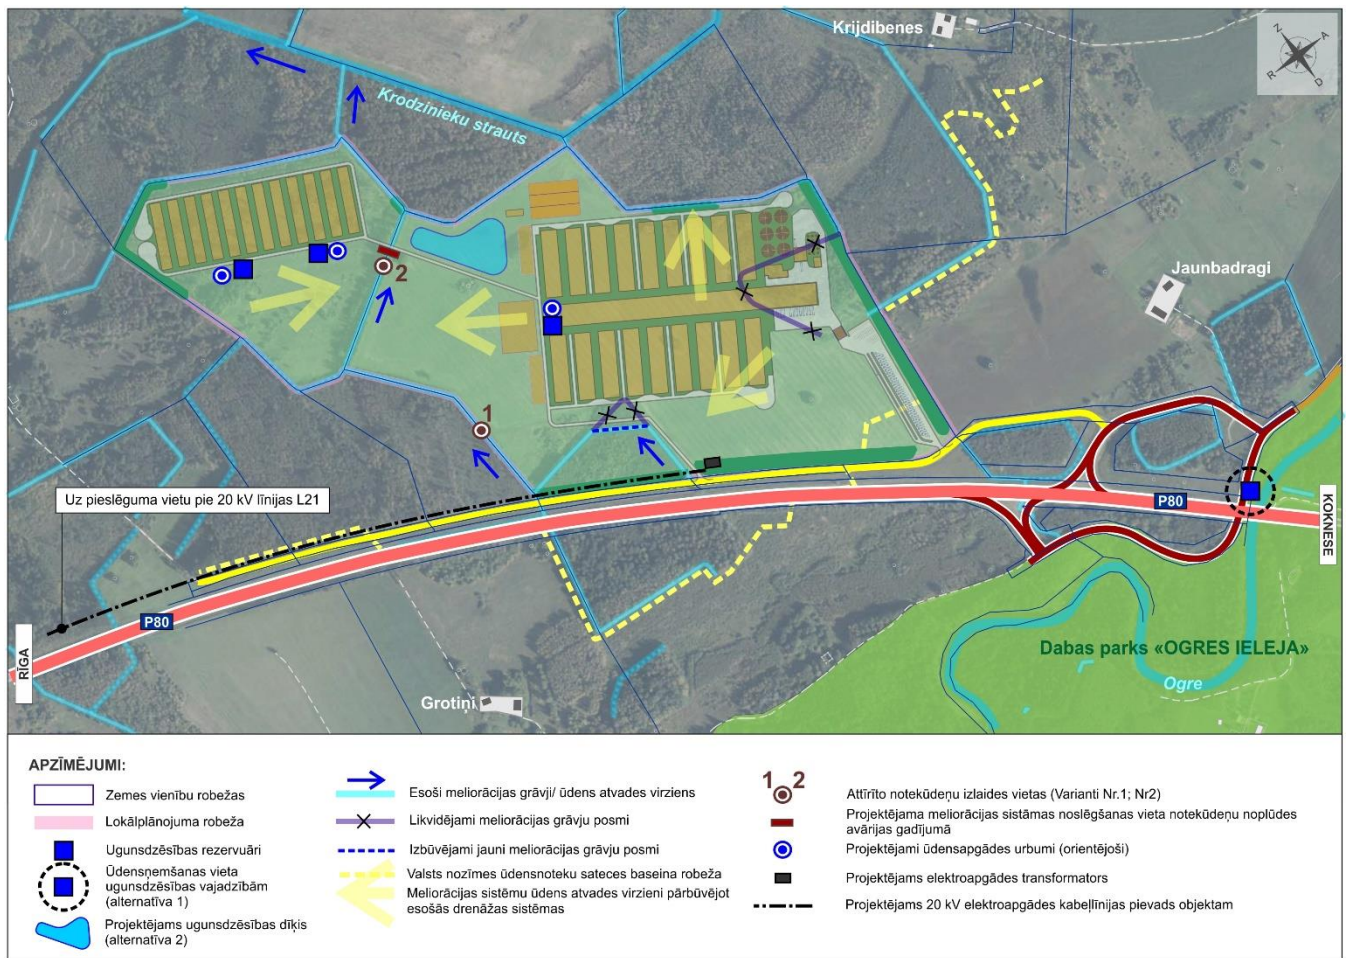 Krijdibenes
Z
A
R
D
Krodzinieku strauts
Jaunbadragi
2
1
Uz pieslēguma vietu pie 20 kV līnijas L21
P80
KOKNESE
P80
RĪGA
Dabas parks «OGRES IELEJA»
Ogre
Grotiņi
APZĪMĒJUMI:
Zemes vienību robežas
Lokālplānojuma robeža
Ugunsdzēsības rezervuāri
Ūdensņemšanas vieta
ugunsdzēsības vajadzībām
(alternatīva 1)
Projektējams ugunsdzēsības dīķis
(alternatīva 2)
Esoši meliorācijas grāvji/ ūdens atvades virziens
Likvidējami meliorācijas grāvju posmi
Izbūvējami jauni meliorācijas grāvju posmi
Valsts nozīmes ūdensnoteku sateces baseina robeža
Meliorācijas sistēmu ūdens atvades virzieni pārbūvējot
esošās drenāžas sistēmas
1 2
Attīrīto notekūdeņu izlaides vietas (Varianti Nr.1; Nr2)
Projektējama meliorācijas sistāmas noslēgšanas vieta notekūdeņu noplūdes
avārijas gadījumā
Projektējami ūdensapgādes urbumi (orientējoši)
Projektējams elektroapgādes transformators
Projektējams 20 kV elektroapgādes kabeļlīnijas pievads objektam